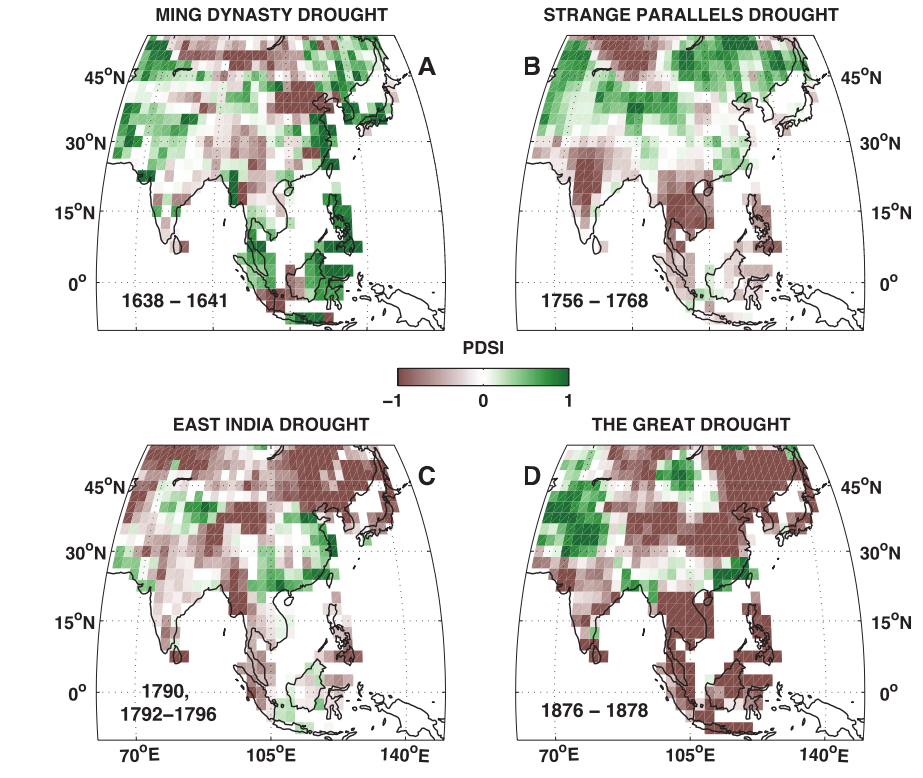 MING DYNASTY DROUGHT
STRANGE PARALLELS DROUGHT
A
B
45°N
45°N
30°N
30°N
15°N
15°N
0°
0°
1638 – 1641
1756 – 1768
PDSI
−1
0
1
EAST INDIA DROUGHT
THE GREAT DROUGHT
C
D
45°N
45°N
30°N
30°N
15°N
15°N
0°
0°
1790,
1792–1796
1876 – 1878
70°E
105°E
140°E
70°E
105°E
140°E